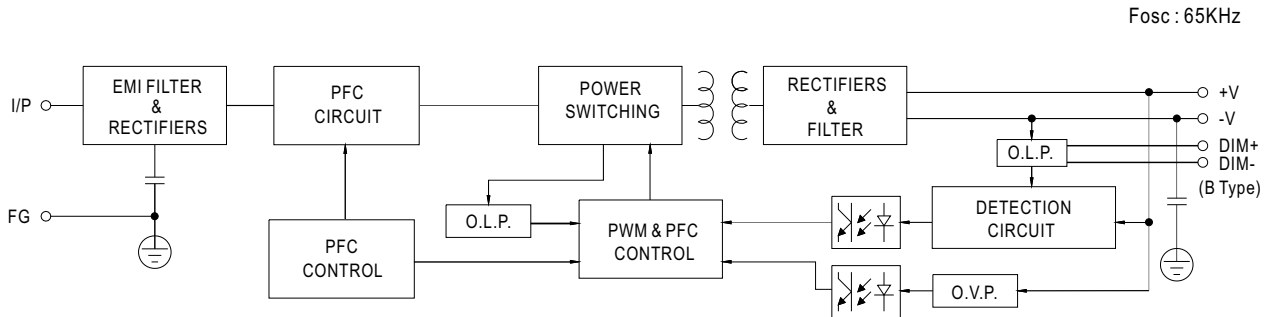 Fosc : 65KHz
I/P
EMI FILTER
&
RECTIFIERS
PFC
CIRCUIT
POWER
SWITCHING
RECTIFIERS
&
FILTER
+V
-V
DIM+
DIM-
(B Type)
O.L.P.
FG
O.L.P.
PFC
CONTROL
PWM & PFC
CONTROL
DETECTION
CIRCUIT
O.V.P.